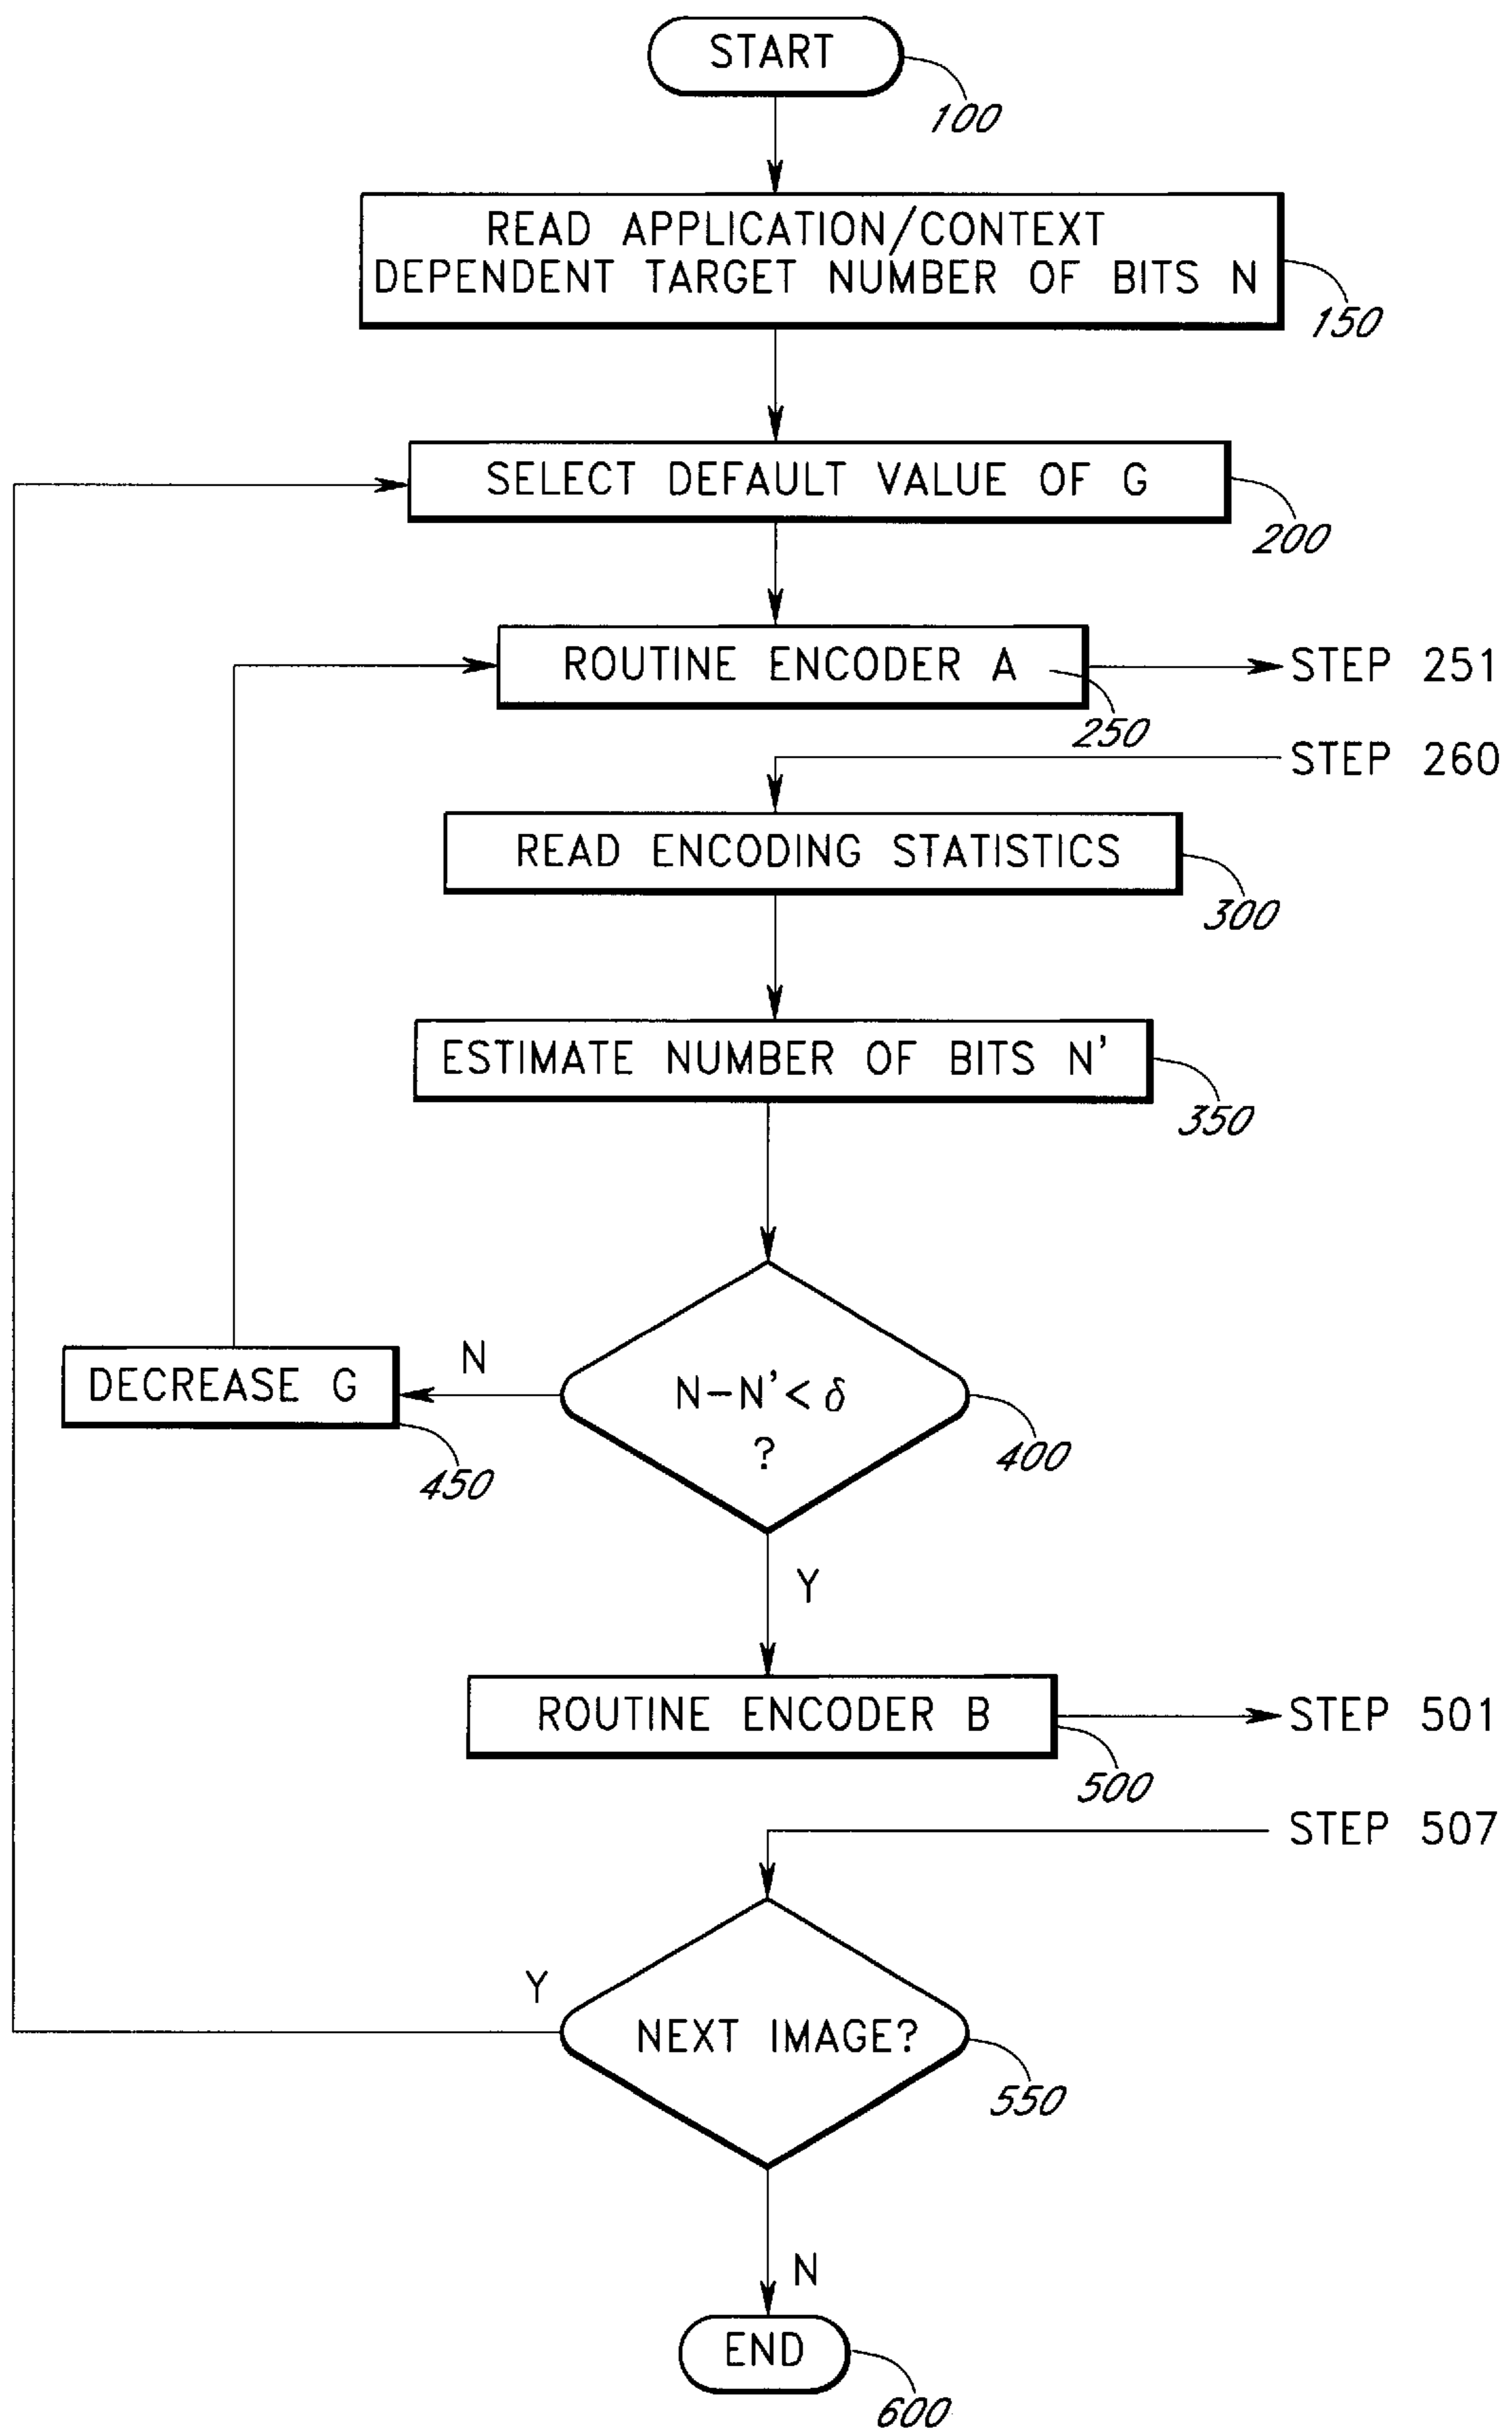 START
100
READ APPLICATION/CONTEXT
DEPENDENT TARGET NUMBER OF BITS N
150
SELECT DEFAULT VALUE OF G
200
ROUTINE ENCODER A
STEP 251
250
STEP 260
READ ENCODING STATISTICS
300
ESTIMATE NUMBER OF BITS N'
350
N
DECREASE G
450
N-N'< δ
?
400
Y
ROUTINE ENCODER B
STEP 501
500
STEP 507
Y
NEXT IMAGE?
550
N
END
600